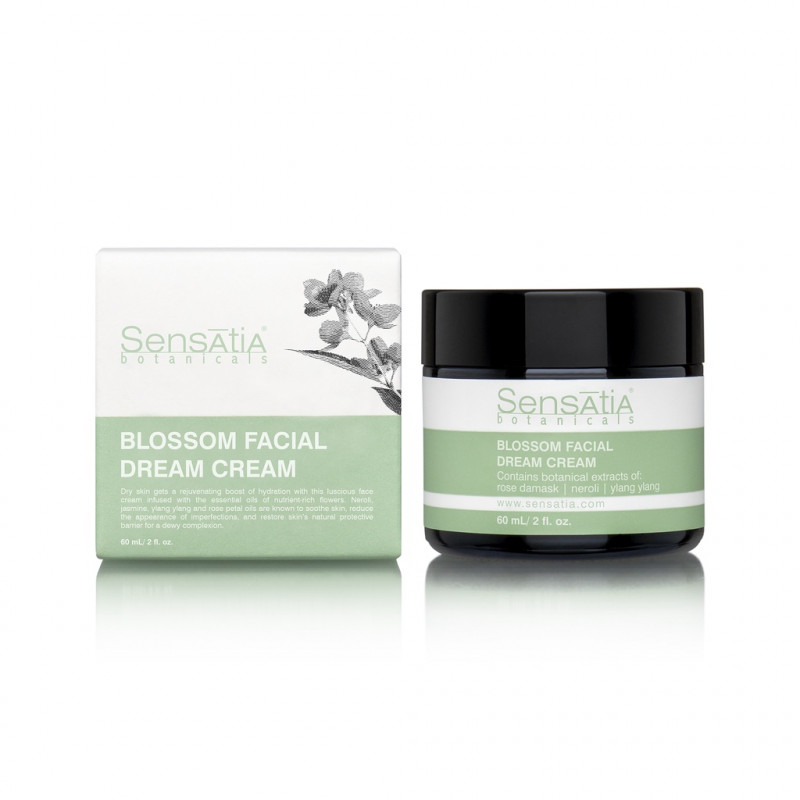 Sensatia®
botanicals
BLOSSOM FACIAL
DREAM CREAM
Dry skin gets a rejuvenating boost of hydration with this luscious face
cream infused with the essential oils of nutrient-rich flowers. Neroli,
jasmine, ylang ylang and rose petal oils are known to soothe skin, reduce
the appearance of imperfections, and restore skin's natural protective
barrier for a dewy complexion.
60 mL/ 2 fl. oz.
Sensatia®
botanicals
BLOSSOM FACIAL
DREAM CREAM
Contains botanical extracts of:
rose damask | neroli | ylang ylang
www.sensatia.com
60 mL/ 2 fl. oz.